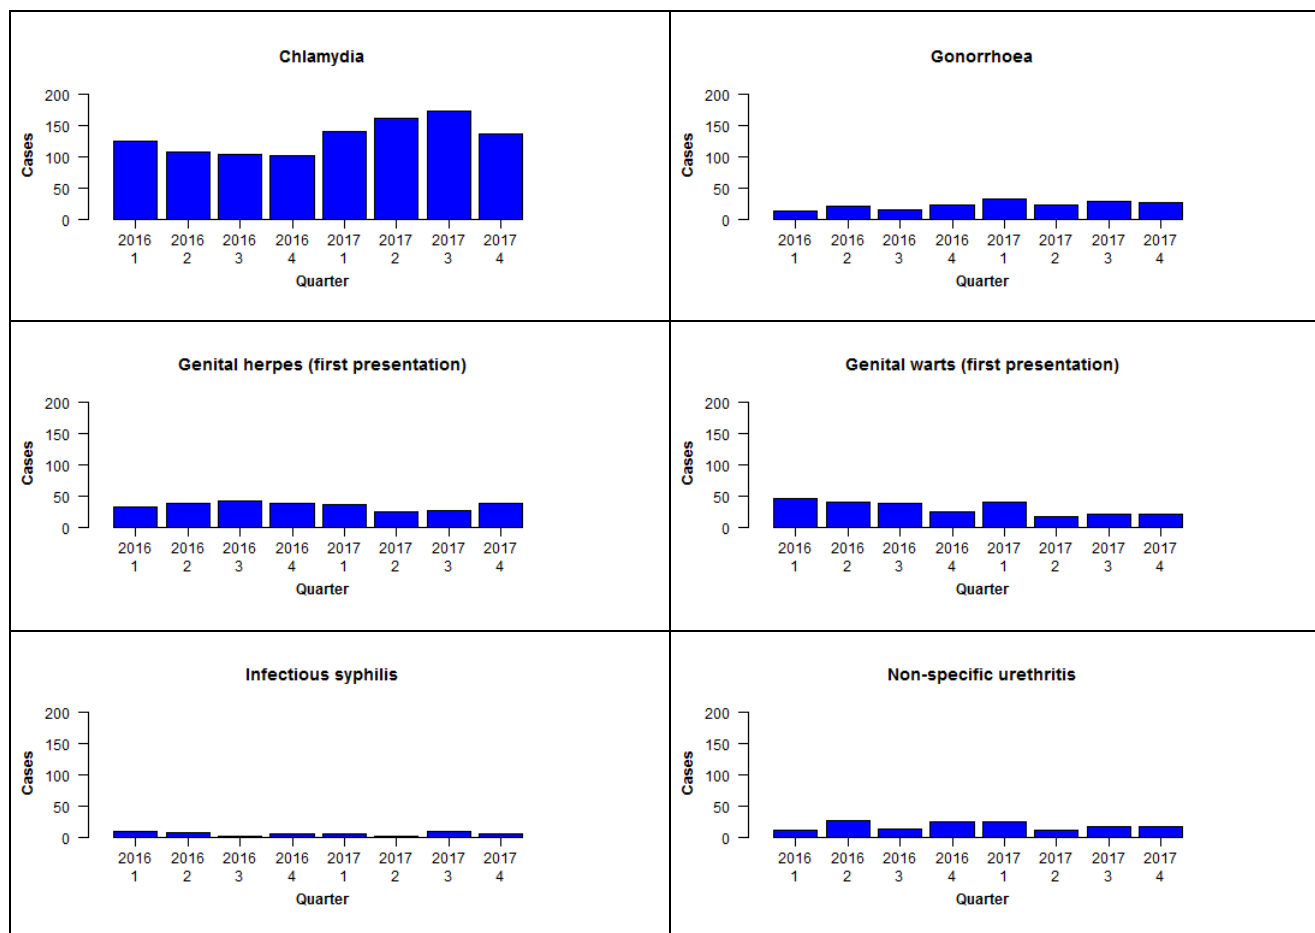 Chlamydia
Cases
200
150
100
50
0
2016 2016 2016 2016 2017 2017 2017 2017
1 2 3 4 1 2 3 4
Quarter
Gonorrhoea
Cases
200
150
100
50
0
2016 2016 2016 2016 2017 2017 2017 2017
1 2 3 4 1 2 3 4
Quarter
Genital herpes (first presentation)
Cases
200
150
100
50
0
2016 2016 2016 2016 2017 2017 2017 2017
1 2 3 4 1 2 3 4
Quarter
Genital warts (first presentation)
Cases
200
150
100
50
0
2016 2016 2016 2016 2017 2017 2017 2017
1 2 3 4 1 2 3 4
Quarter
Infectious syphilis
Cases
200
150
100
50
0
2016 2016 2016 2016 2017 2017 2017 2017
1 2 3 4 1 2 3 4
Quarter
Non-specific urethritis
Cases
200
150
100
50
0
2016 2016 2016 2016 2017 2017 2017 2017
1 2 3 4 1 2 3 4
Quarter